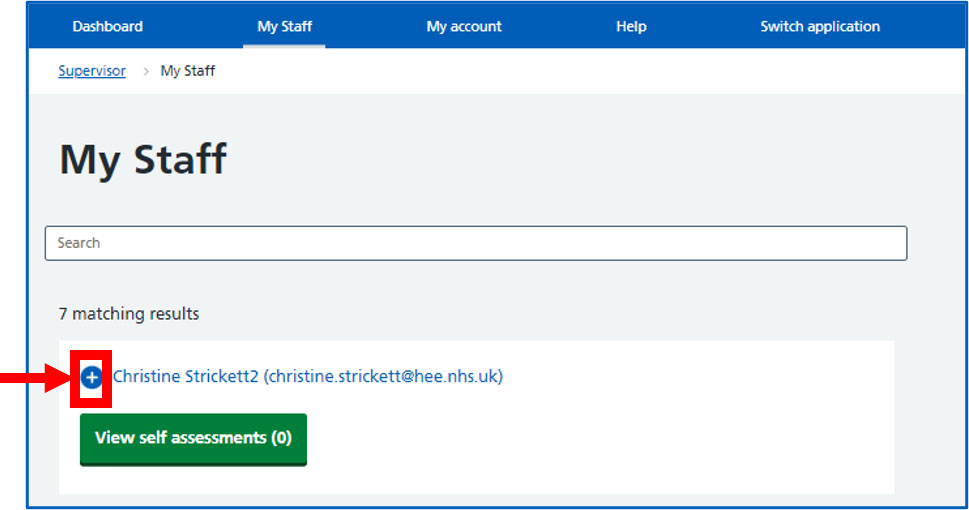 Dashboard My Staff My account Help Switch application
Supervisor > My Staff
My Staff
Search
7 matching results
Christine Strickett2 (christine.strickett@hee.nhs.uk)
View self assessments (0)